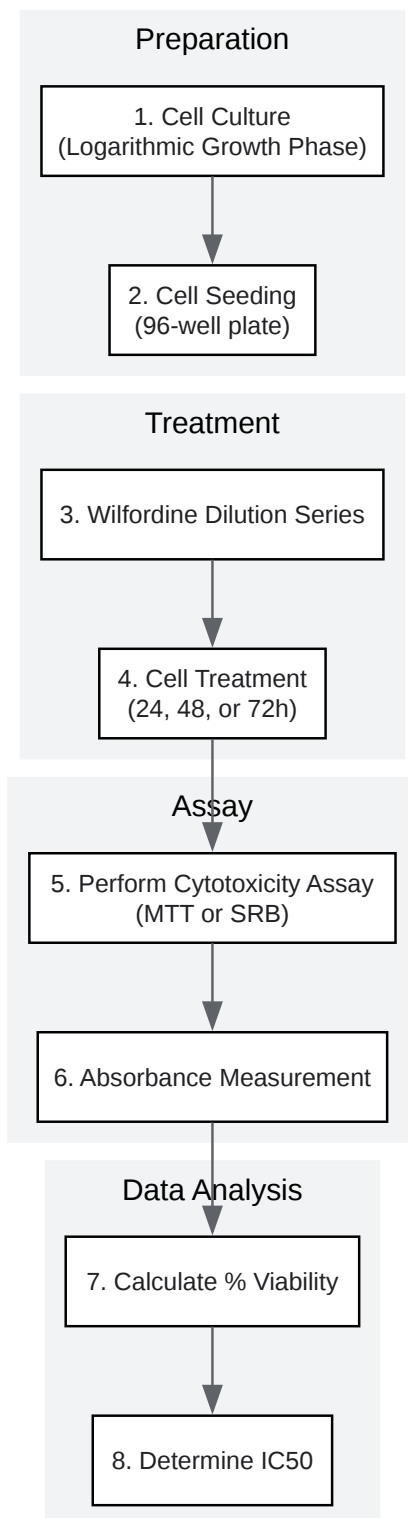 Preparation
1. Cell Culture
(Logarithmic Growth Phase)
2. Cell Seeding
(96-well plate)
Treatment
3. Wilfordine Dilution Series
4. Cell Treatment
(24, 48, or 72h)
Assay
5. Perform Cytotoxicity Assay
(MTT or SRB)
6. Absorbance Measurement
Data Analysis
7. Calculate % Viability
8. Determine IC50